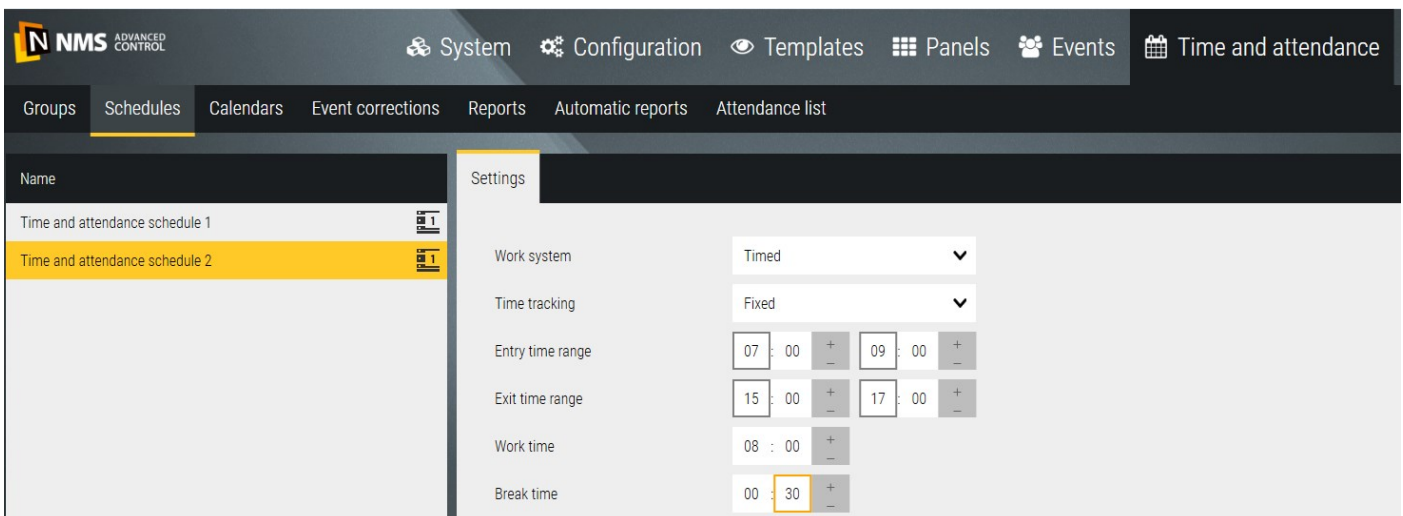 N NMS ADVANCED CONTROL
System Configuration Templates Panels Events Time and attendance
Groups Schedules Calendars Event corrections Reports Automatic reports Attendance list
Name
Settings
Time and attendance schedule 1 1
Time and attendance schedule 2 1
Work system Timed
Time tracking Fixed
Entry time range 07 : 00 + − 09 : 00 + −
Exit time range 15 : 00 + − 17 : 00 + −
Work time 08 : 00 + −
Break time 00 : 30 + −